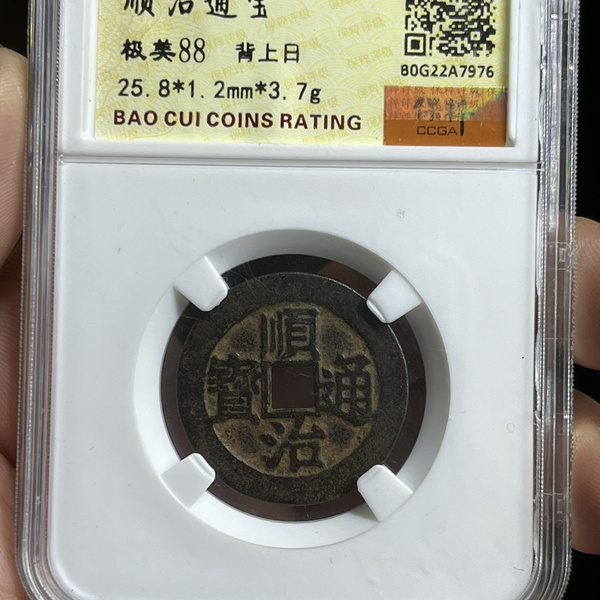 顺治通宝
极美88 背上日
25.8*1.2mm*3.7g
BAO CUI COINS RATING
B0G22A7976
CCGA
順治通寶